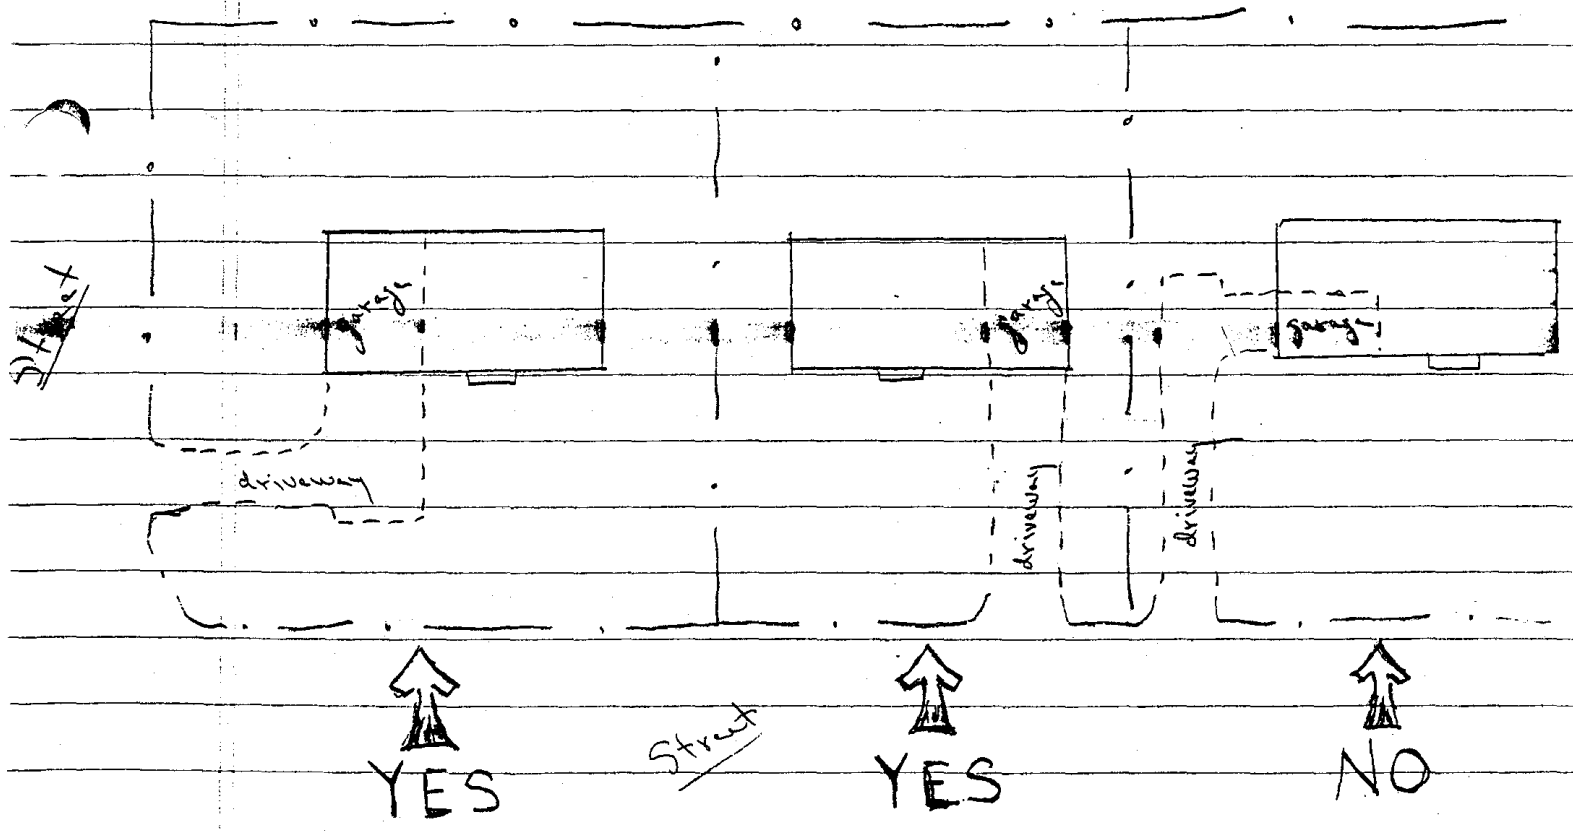 Street
garage
garage
garage
driveway
driveway
driveway
Street
YES
YES
NO